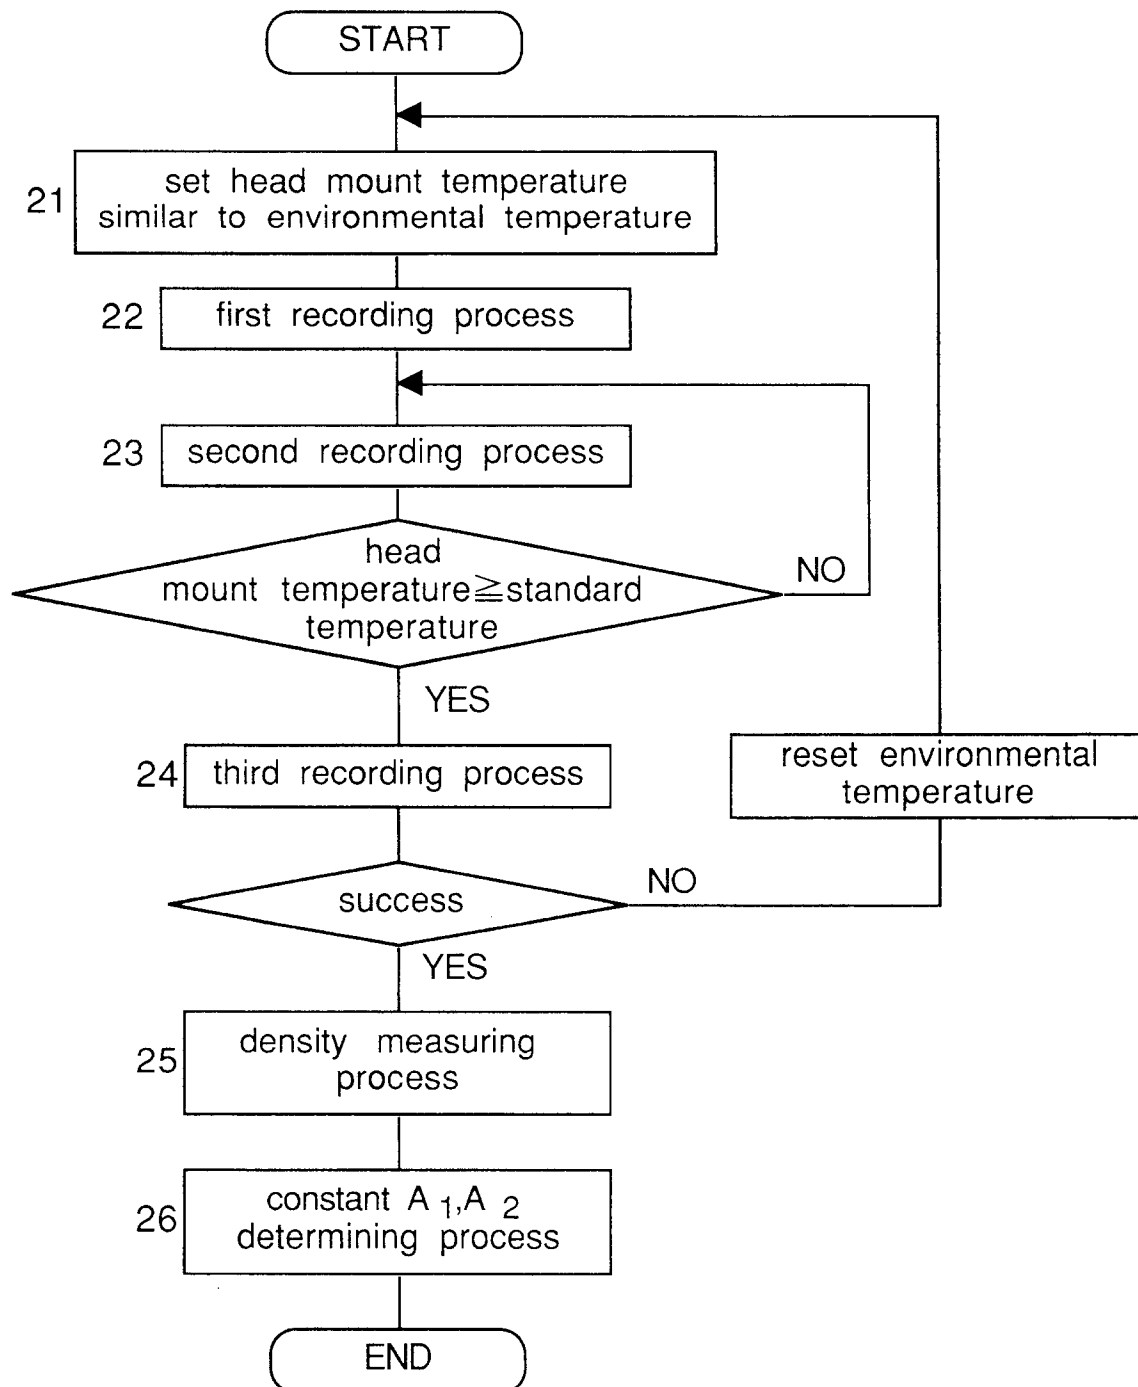 START
21
set head mount temperature
similar to environmental temperature
22
first recording process
23
second recording process
head
mount temperature≧standard
temperature
NO
YES
24
third recording process
reset environmental
temperature
success
NO
YES
25
density measuring
process
26
constant A 1,A 2
determining process
END